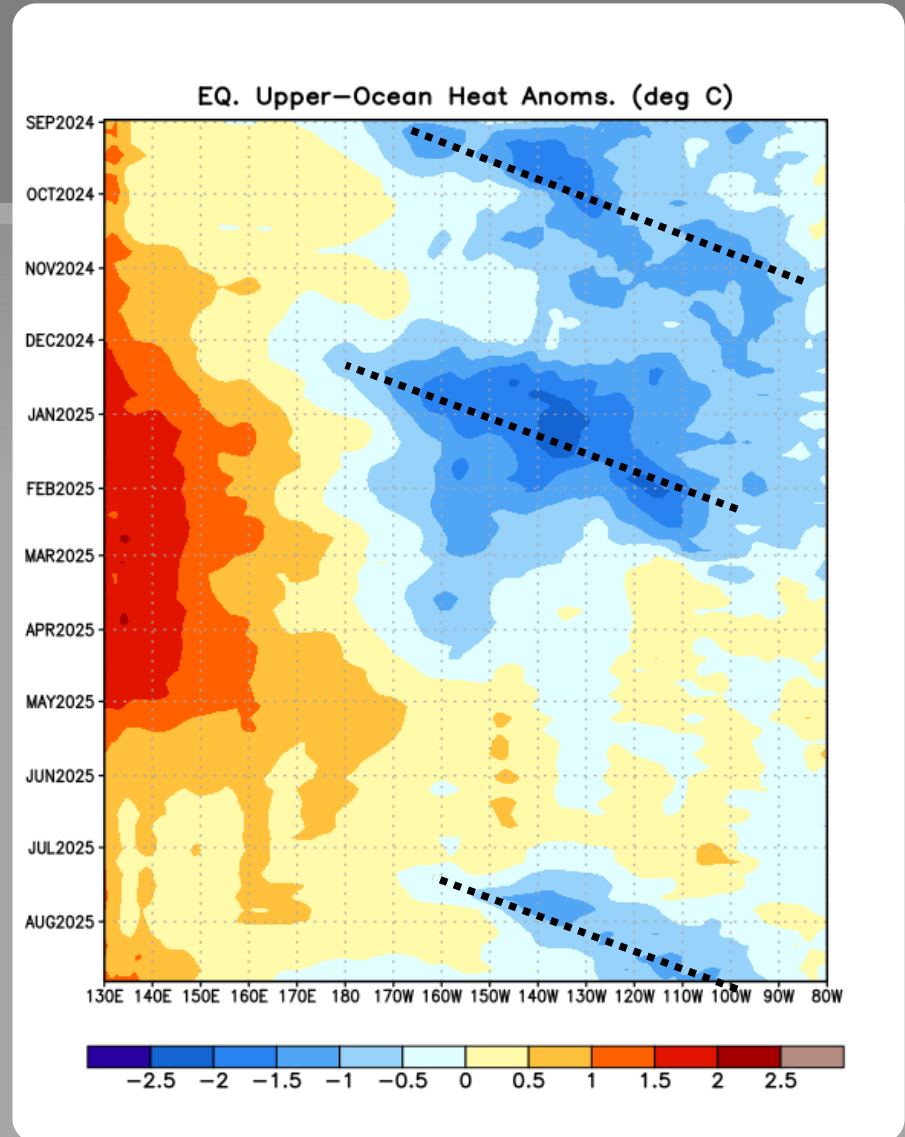 EQ. Upper-Ocean Heat Anoms. (deg C)
SEP2024
OCT2024
NOV2024
DEC2024
JAN2025
FEB2025
MAR2025
APR2025
MAY2025
JUN2025
JUL2025
AUG2025
130E 140E 150E 160E 170E 180 170W 160W 150W 140W 130W 120W 110W 100W 90W 80W
-2.5 -2 -1.5 -1 -0.5 0 0.5 1 1.5 2 2.5